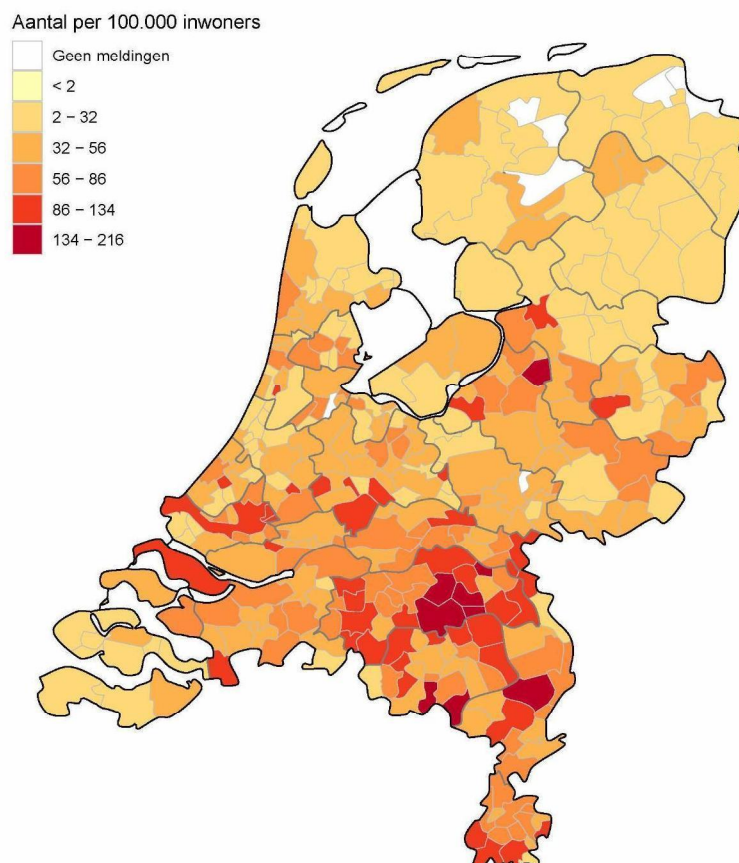 Aantal per 100.000 inwoners
Geen meldingen
< 2
2 – 32
32 – 56
56 – 86
86 – 134
134 – 216